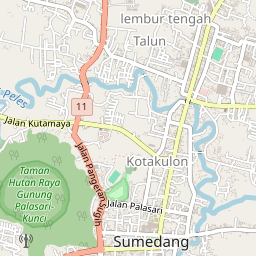 lembur tengah
Talun
Peles
11
Jalan Kutamaya
Jalan Pangeran Sugih
Kotakulon
Taman
Hutan Raya
Gunung
Palasari-
Kunci
Jalan Palasari
Sumedang